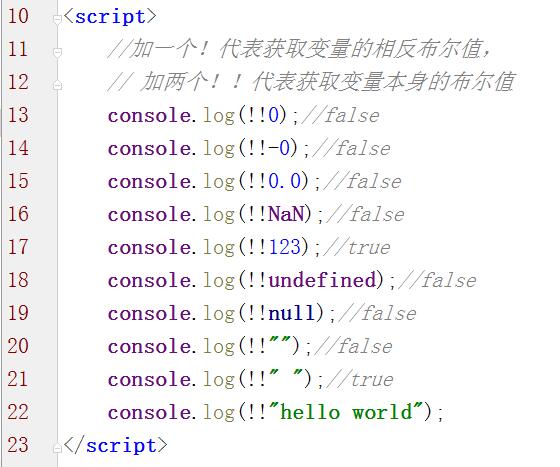 10 <script>
11 //加一个！代表获取变量的相反布尔值，
12 // 加两个！！代表获取变量本身的布尔值
13 console.log(!!0);//false
14 console.log(!!-0);//false
15 console.log(!!0.0);//false
16 console.log(!!NaN);//false
17 console.log(!!123);//true
18 console.log(!!undefined);//false
19 console.log(!!null);//false
20 console.log(!!"");//false
21 console.log(!!" ");//true
22 console.log(!!"hello world");
23 </script>